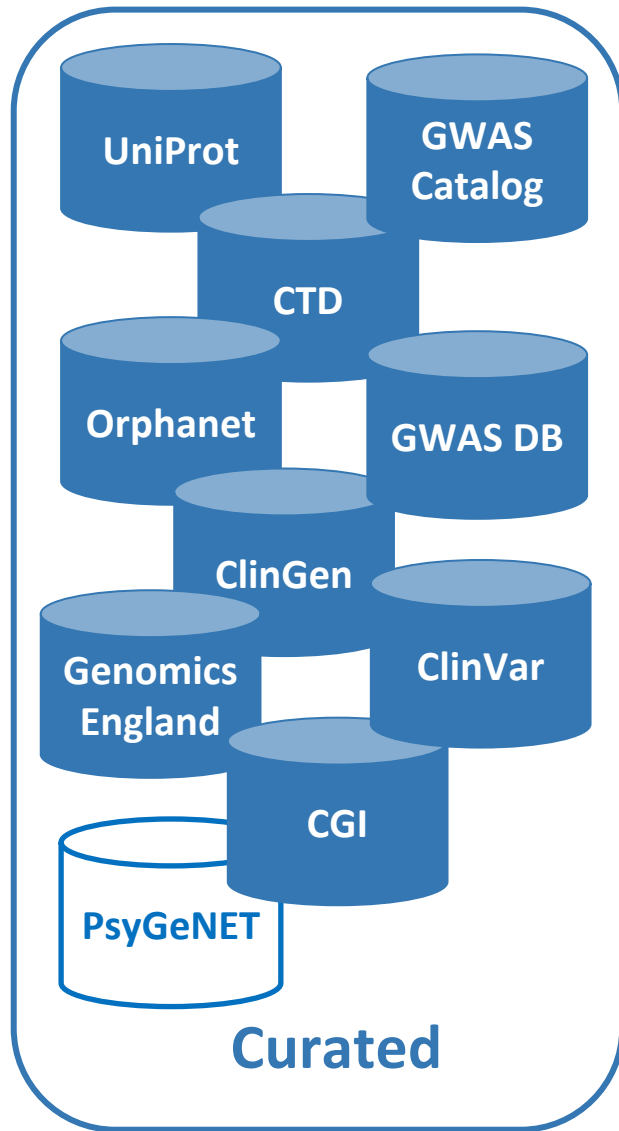 UniProt
GWAS
Catalog
CTD
Orphanet
GWAS DB
ClinGen
Genomics
England
ClinVar
CGI
PsyGeNET
Curated